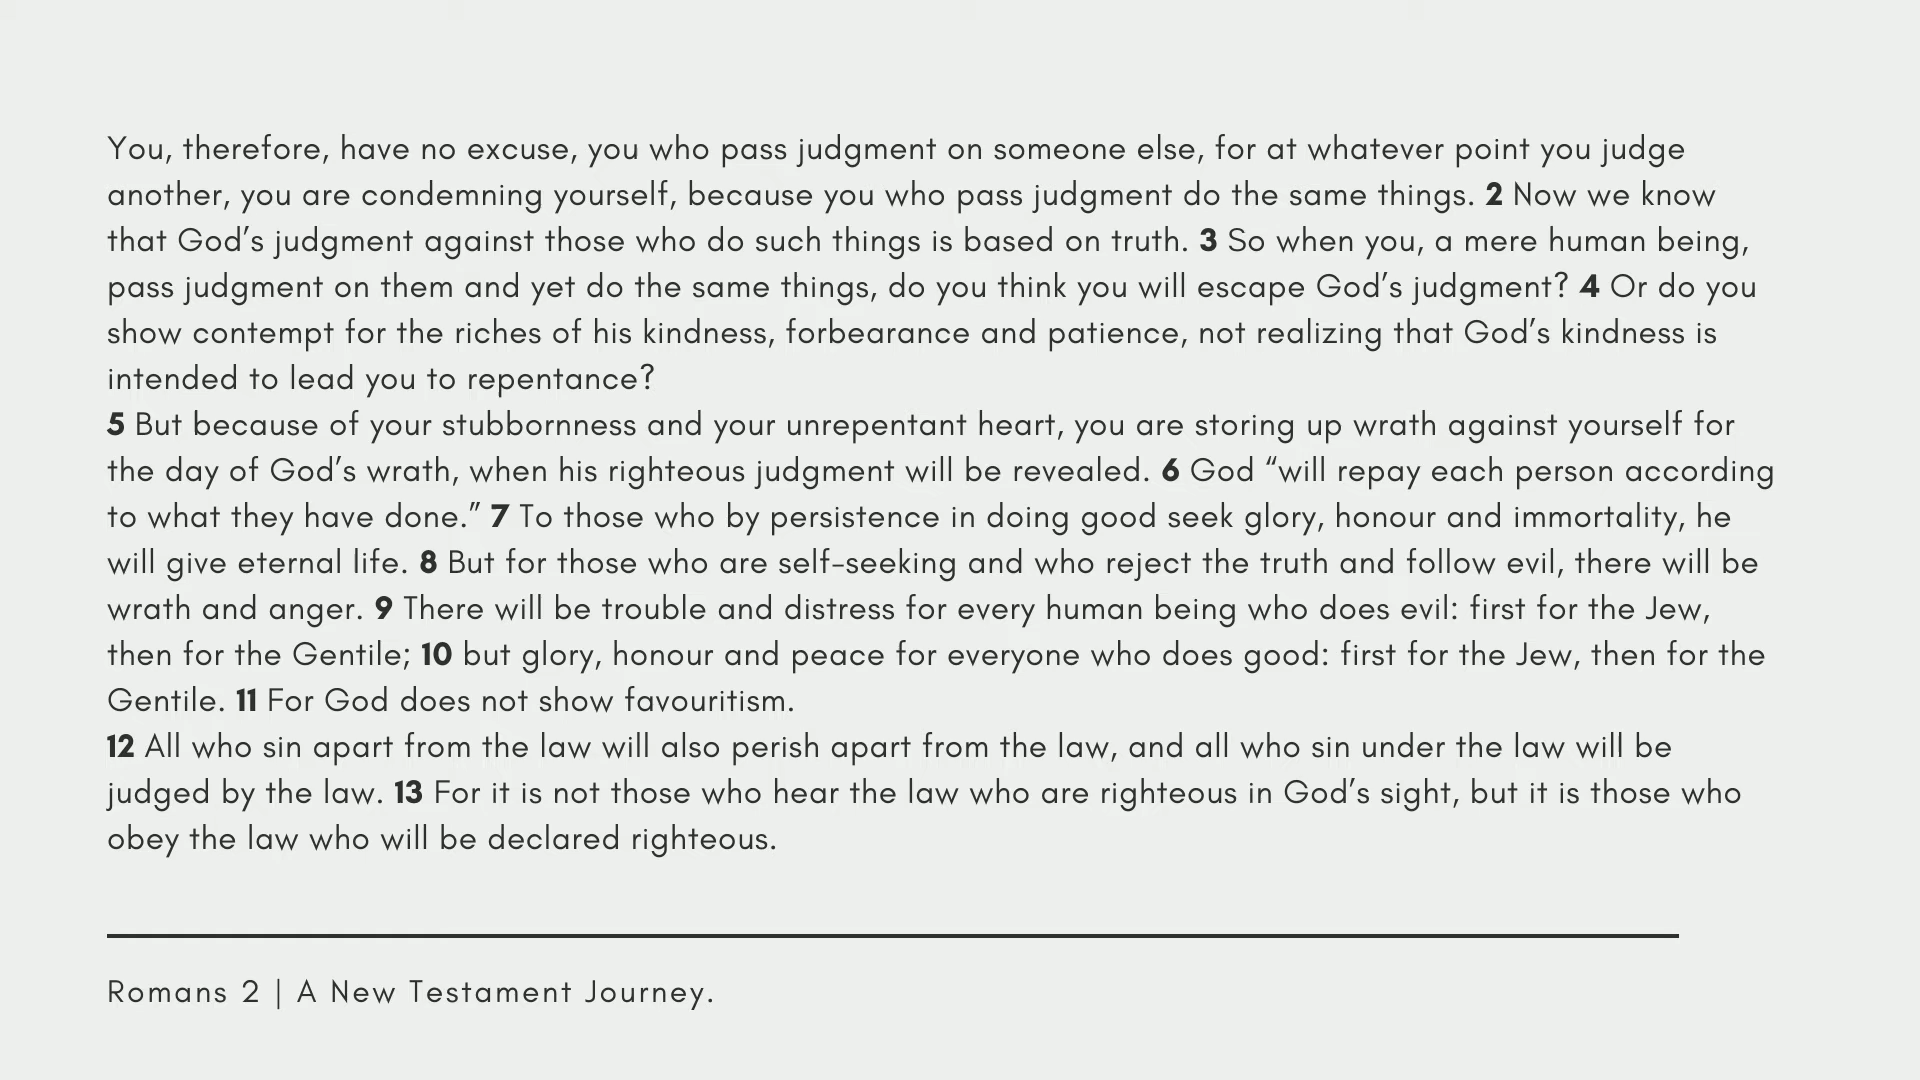 You, therefore, have no excuse, you who pass judgment on someone else, for at whatever point you judge
another, you are condemning yourself, because you who pass judgment do the same things. 2 Now we know
that God’s judgment against those who do such things is based on truth. 3 So when you, a mere human being,
pass judgment on them and yet do the same things, do you think you will escape God’s judgment? 4 Or do you
show contempt for the riches of his kindness, forbearance and patience, not realizing that God’s kindness is
intended to lead you to repentance?
5 But because of your stubbornness and your unrepentant heart, you are storing up wrath against yourself for
the day of God’s wrath, when his righteous judgment will be revealed. 6 God “will repay each person according
to what they have done.” 7 To those who by persistence in doing good seek glory, honour and immortality, he
will give eternal life. 8 But for those who are self-seeking and who reject the truth and follow evil, there will be
wrath and anger. 9 There will be trouble and distress for every human being who does evil: first for the Jew,
then for the Gentile; 10 but glory, honour and peace for everyone who does good: first for the Jew, then for the
Gentile. 11 For God does not show favouritism.
12 All who sin apart from the law will also perish apart from the law, and all who sin under the law will be
judged by the law. 13 For it is not those who hear the law who are righteous in God’s sight, but it is those who
obey the law who will be declared righteous.
Romans 2 | A New Testament Journey.